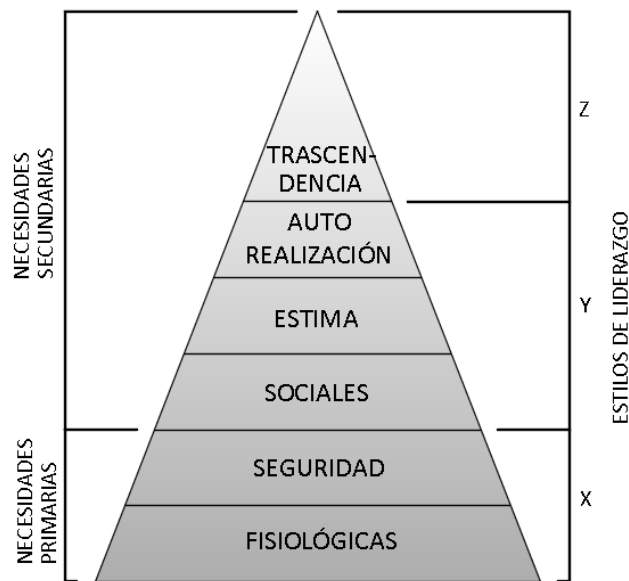 NECESIDADES
SECUNDARIAS
NECESIDADES
PRIMARIAS
TRASCEN-
DENCIA
AUTO
REALIZACIÓN
ESTIMA
SOCIALES
SEGURIDAD
FISIOLÓGICAS
Z
Y
X
ESTILOS DE LIDERAZGO